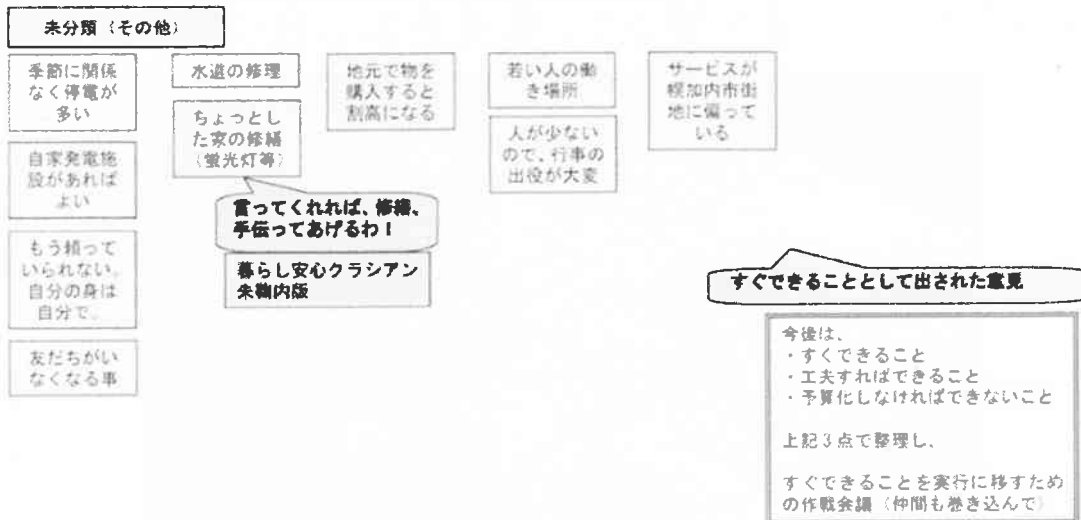 未分類（その他）
季節に関係
なく停電が
多い
自家発電施
設があれば
よい
もう頼って
いられない。
自分の身は
自分で。
友だちがい
なくなる事
水道の修理
ちょっとし
た家の修繕
（蛍光灯等）
言ってくれれば、修繕、
手伝ってあげるわ！
暮らし安心クラシアン
朱鞠内版
地元で物を
購入すると
割高になる
若い人の働
き場所
人が少ない
ので、行事の
出役が大変
サービスが
幌加内市街
地に偏って
いる
すぐできることとして出された意見
今後は、
・すぐできること
・工夫すればできること
・予算化しなければできないこと
上記３点で整理し、
すぐできることを実行に移すため
の作戦会議（仲間も巻き込んで）